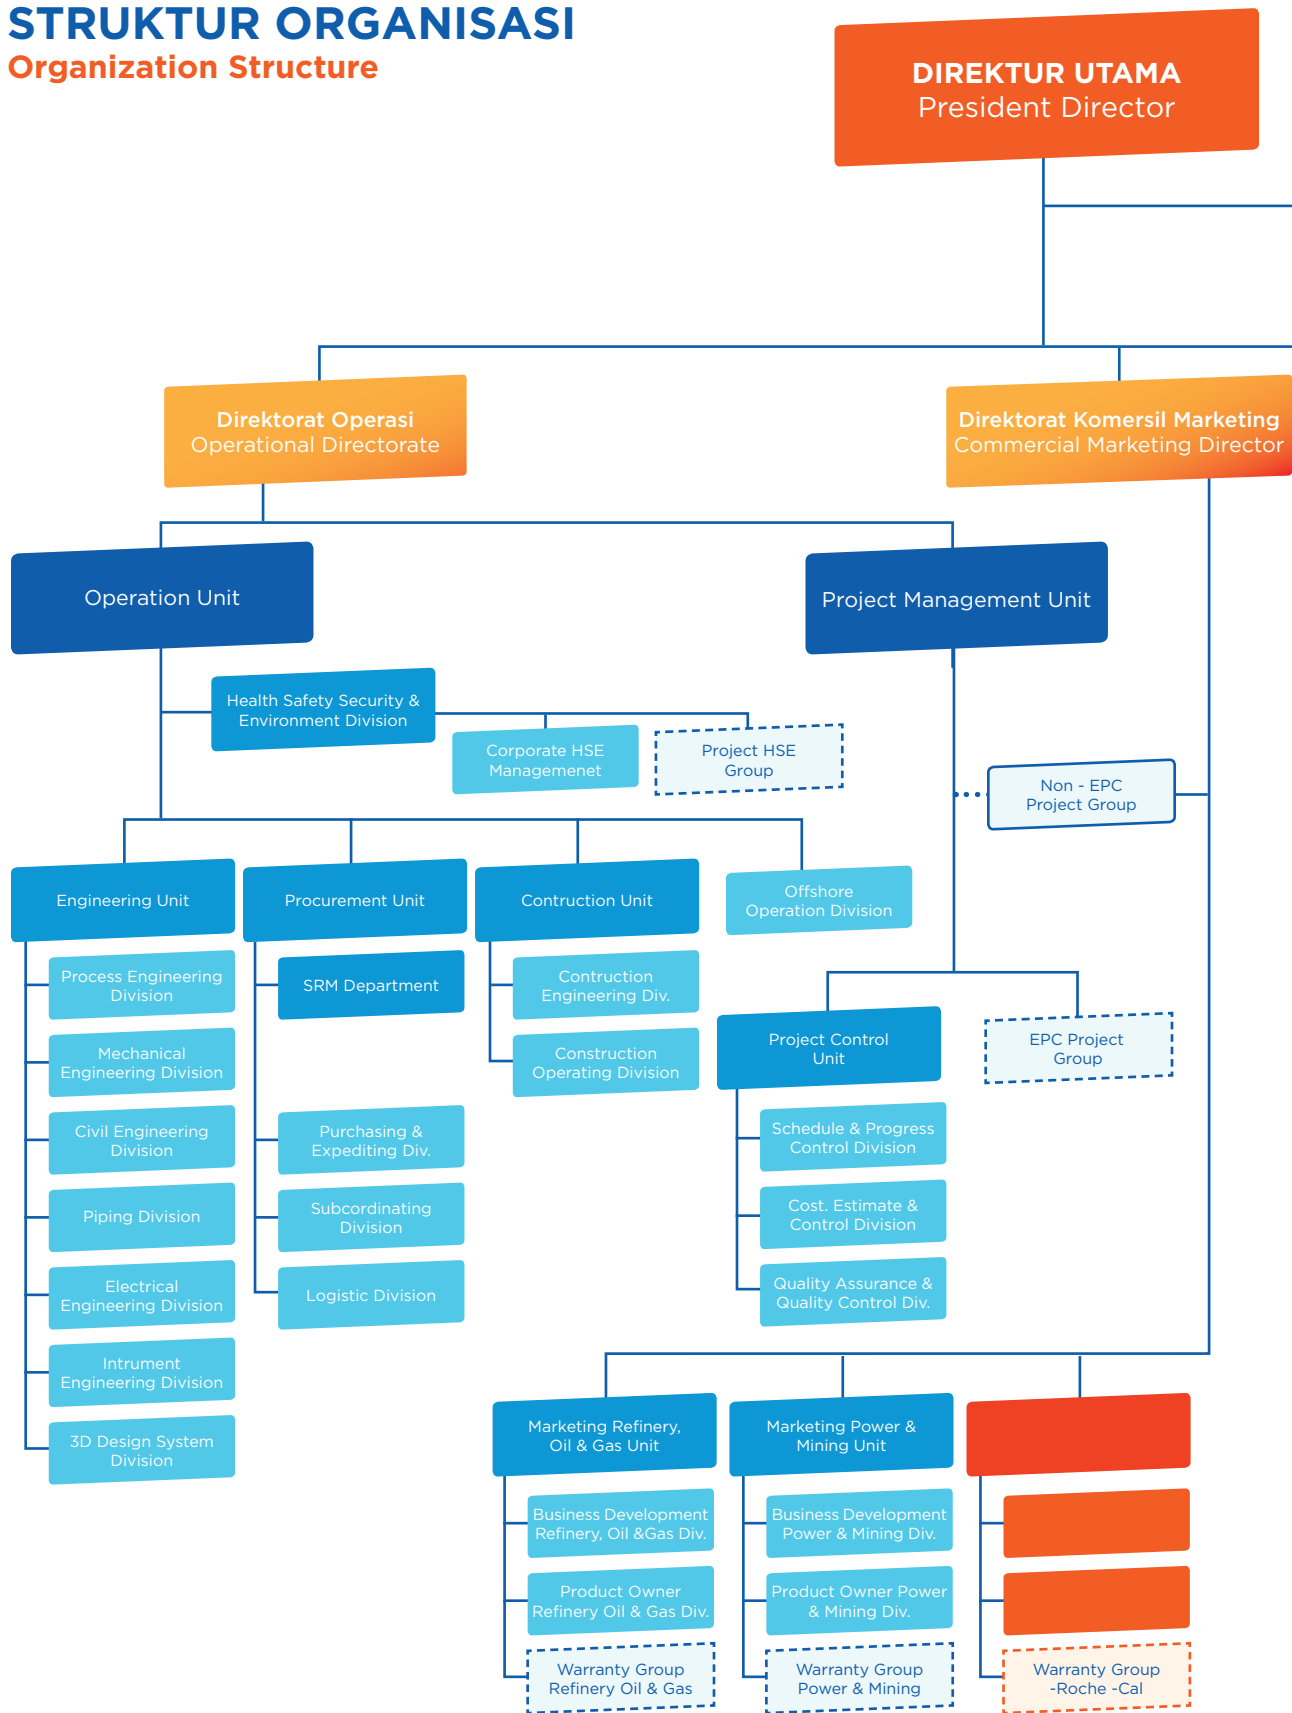 STRUKTUR ORGANISASI
Organization Structure
DIREKTUR UTAMA
President Director
Direktorat Operasi
Operational Directorate
Direktorat Komersil Marketing
Commercial Marketing Director
Operation Unit
Project Management Unit
Health Safety Security &
Environment Division
Corporate HSE
Managemenet
Project HSE
Group
Non - EPC
Project Group
Engineering Unit
Procurement Unit
Contruction Unit
Offshore
Operation Division
Process Engineering
Division
SRM Department
Contruction
Engineering Div.
Mechanical
Engineering Division
Construction
Operating Division
Project Control
Unit
EPC Project
Group
Civil Engineering
Division
Purchasing &
Expediting Div.
Schedule & Progress
Control Division
Piping Division
Subcordinating
Division
Cost. Estimate &
Control Division
Electrical
Engineering Division
Logistic Division
Quality Assurance &
Quality Control Div.
Intrument
Engineering Division
3D Design System
Division
Marketing Refinery,
Oil & Gas Unit
Marketing Power &
Mining Unit
Business Development
Refinery, Oil &Gas Div.
Business Development
Power & Mining Div.
Product Owner
Refinery Oil & Gas Div.
Product Owner Power
& Mining Div.
Warranty Group
Refinery Oil & Gas
Warranty Group
Power & Mining
Warranty Group
-Roche -Cal